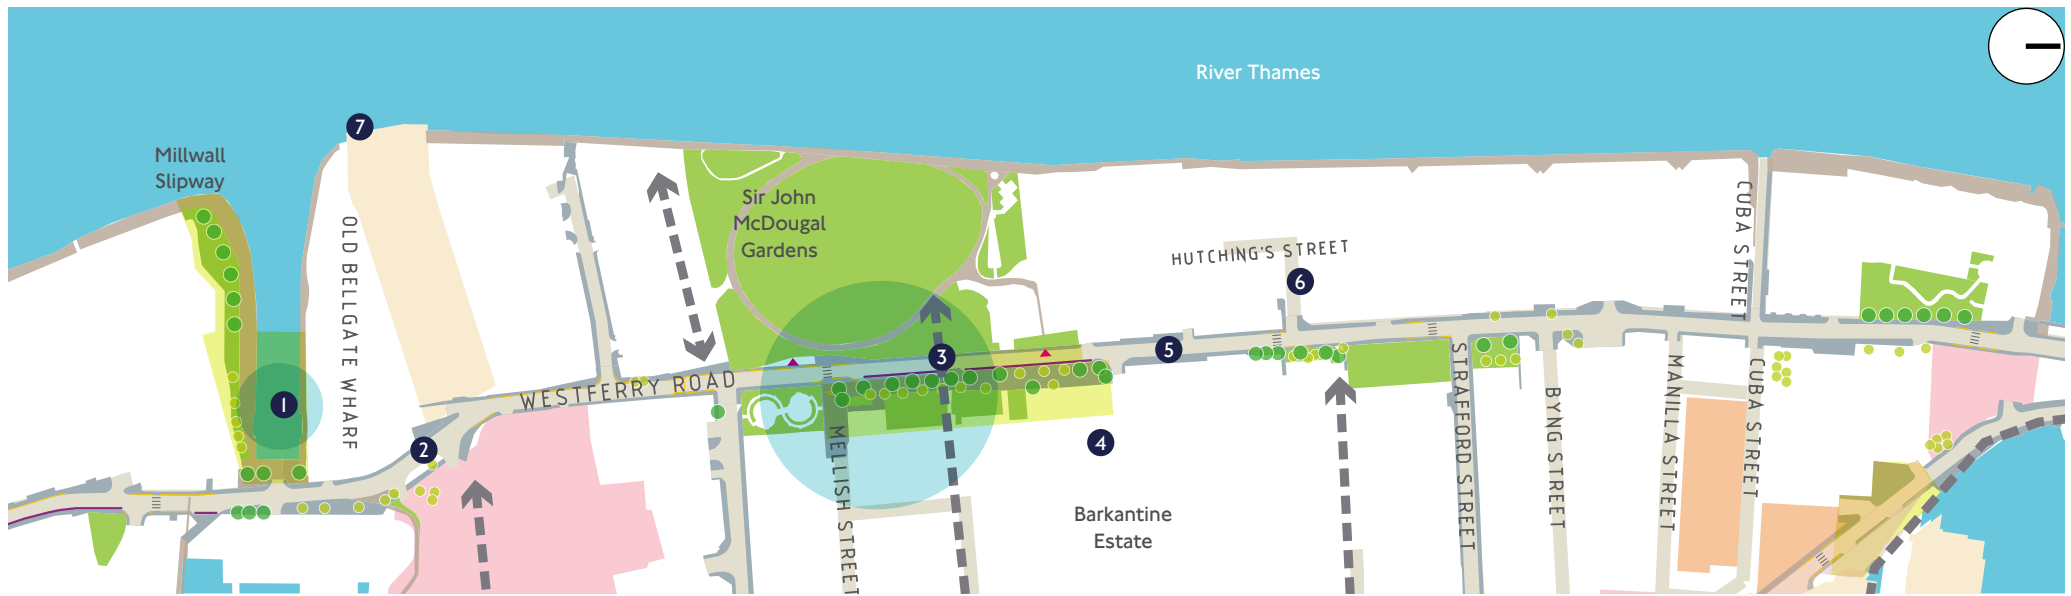 River Thames
7
Millwall
Slipway
OLD BELLGATE WHARF
Sir John
McDougal
Gardens
CUBA STREET
HUTCHING'S STREET
6
3
5
WESTFERRY ROAD
1
2
4
MELLISH STREET
STRAFFORD STREET
BYNG STREET
MANILLA STREET
CUBA STREET
Barkantine
Estate